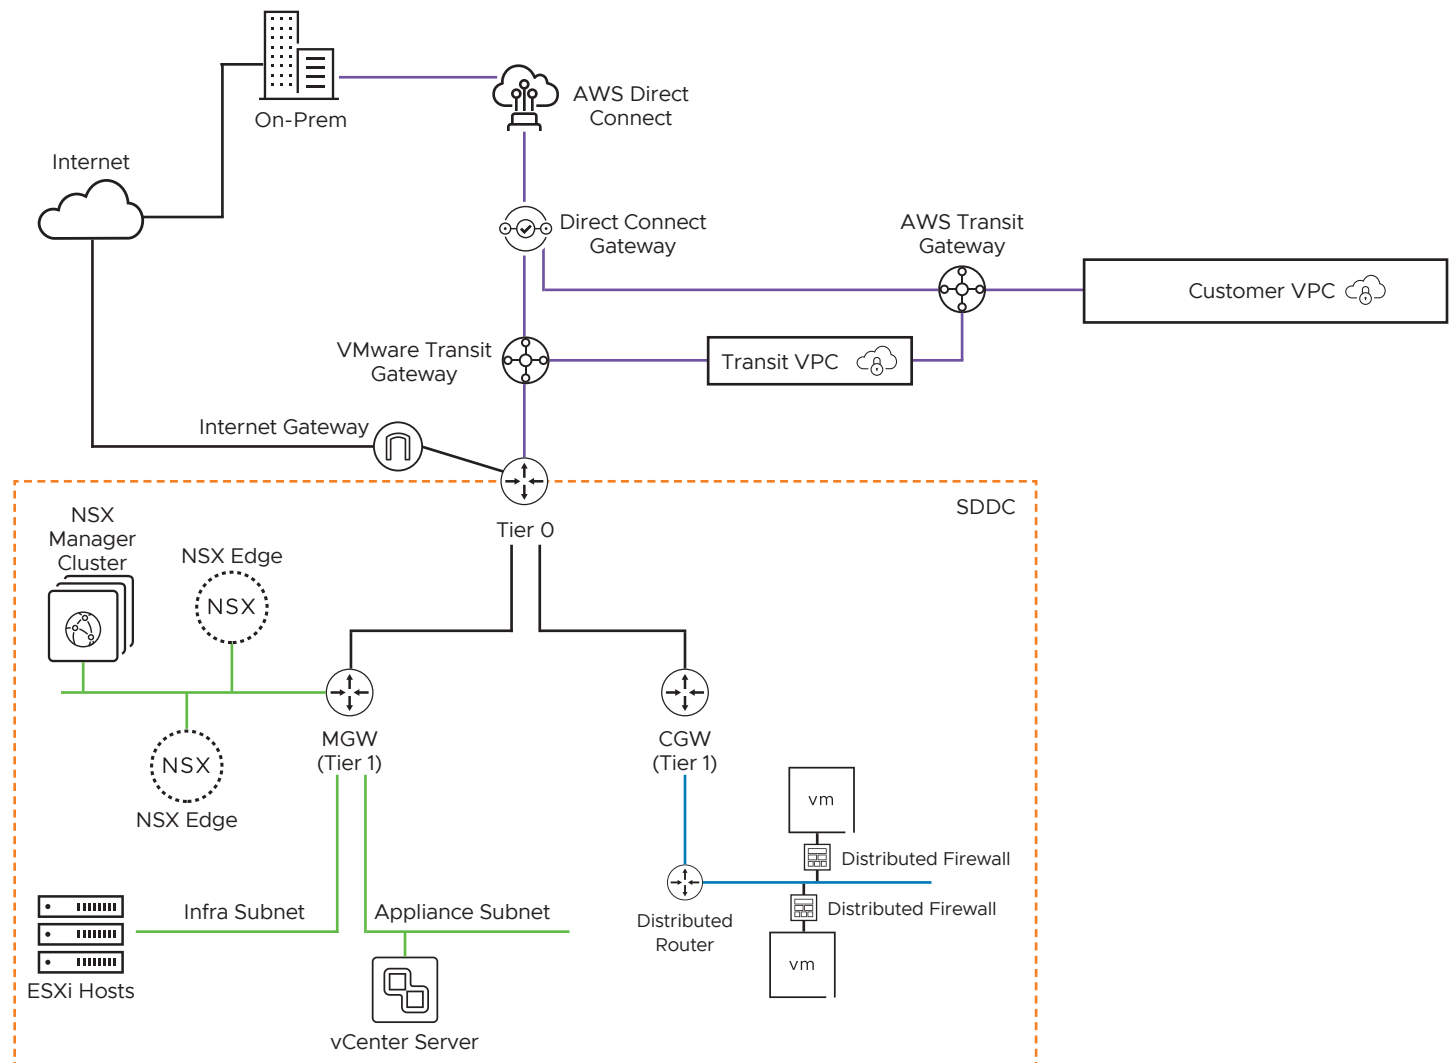 On-Prem
AWS Direct
Connect
Internet
Direct Connect
Gateway
AWS Transit
Gateway
Customer VPC
VMware Transit
Gateway
Transit VPC
Internet Gateway
SDDC
Tier 0
NSX
Manager
Cluster
NSX Edge
NSX
MGW
(Tier 1)
CGW
(Tier 1)
NSX
NSX Edge
vm
Distributed Firewall
Infra Subnet
Appliance Subnet
Distributed
Router
Distributed Firewall
vm
ESXi Hosts
vCenter Server